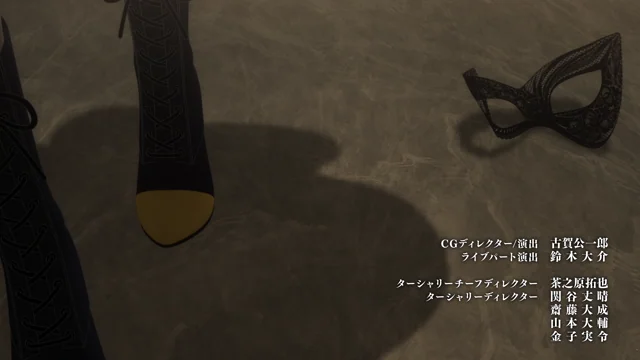 CGディレクター/演出 古賀公一郎
ライブパート演出 鈴木大介
ターシャリーチーフディレクター 茶之原拓也
ターシャリーディレクター 関谷丈晴
齋藤大成
山本大輔
金子実令